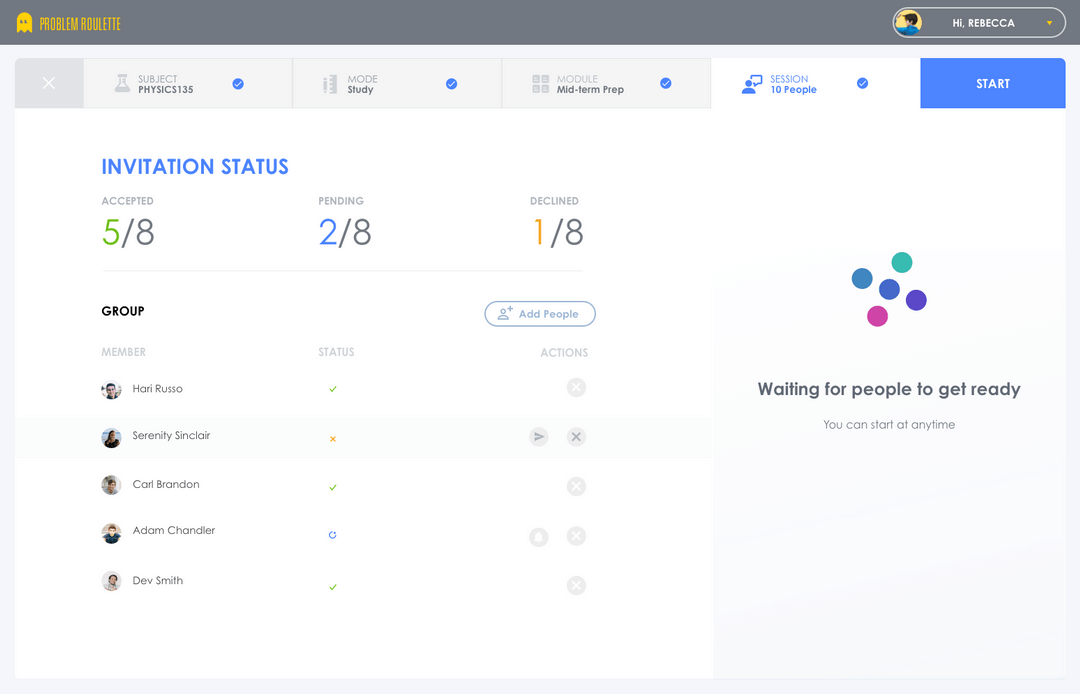 PROBLEM ROULETTE
Hi, REBECCA
SUBJECT
PHYSICS135
MODE
Study
MODULE
Mid-term Prep
SESSION
10 People
START
INVITATION STATUS
ACCEPTED
PENDING
DECLINED
5/8
2/8
1/8
GROUP
Add People
MEMBER
STATUS
ACTIONS
Hari Russo
Serenity Sinclair
Carl Brandon
Adam Chandler
Dev Smith
Waiting for people to get ready
You can start at anytime